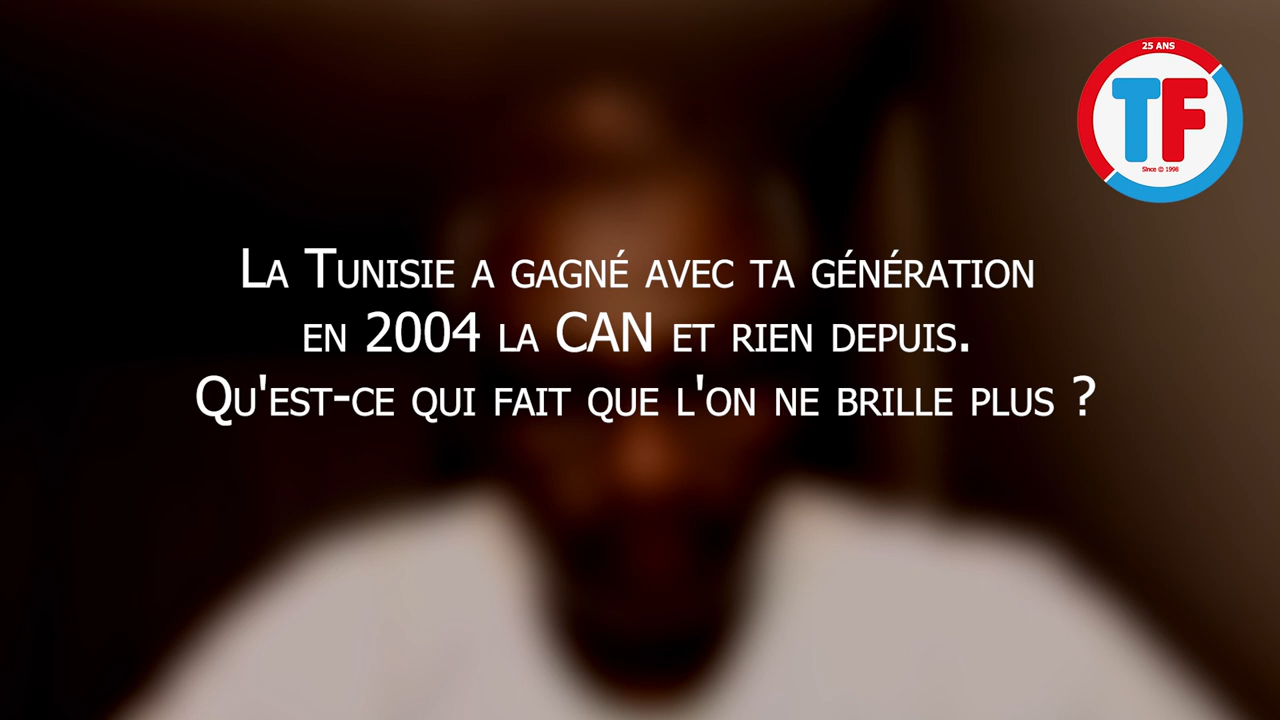 25 ANS
TF
Since © 1998
La Tunisie a gagné avec ta génération
en 2004 la CAN et rien depuis.
Qu'est-ce qui fait que l'on ne brille plus ?